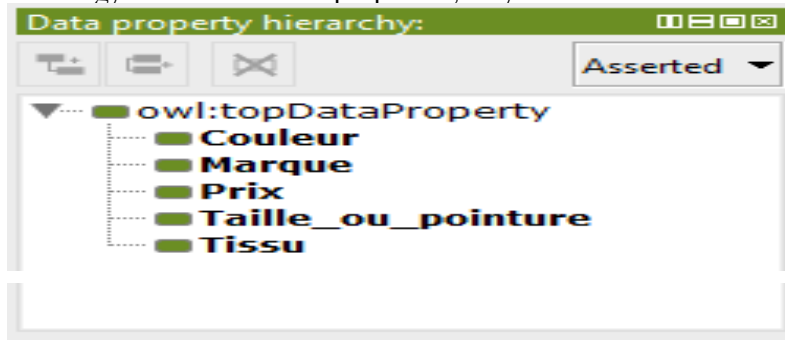 Data property hierarchy:
Asserted
owl:topDataProperty
Couleur
Marque
Prix
Taille_ou_pointure
Tissu